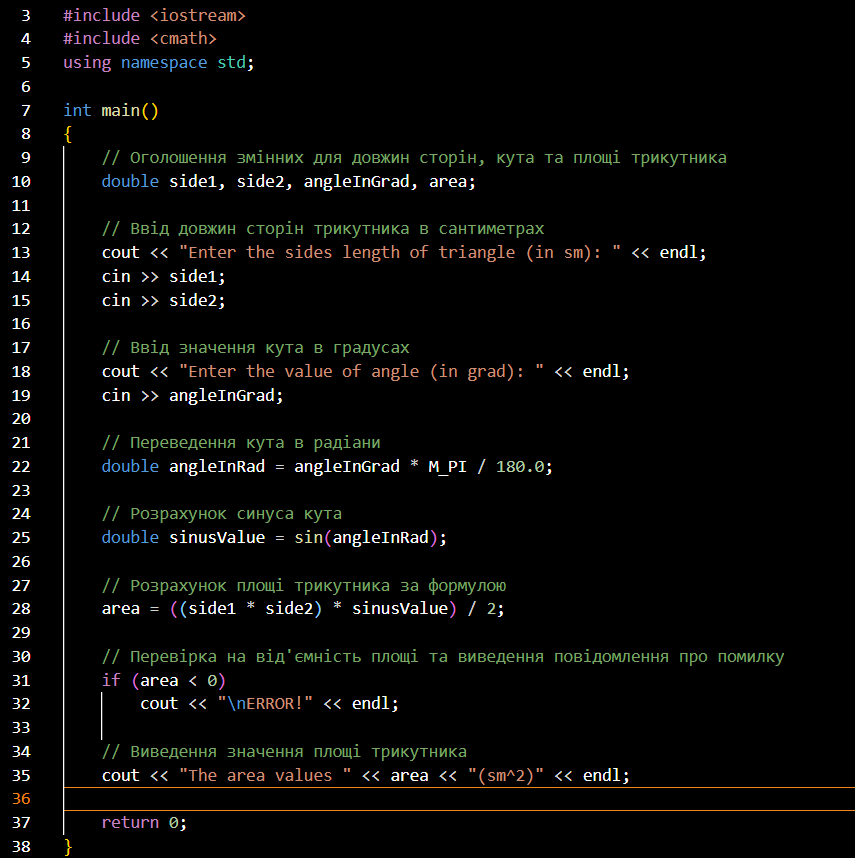 3 #include <iostream>
4 #include <cmath>
5 using namespace std;
6
7 int main()
8 {
9 // Оголошення змінних для довжин сторін, кута та площі трикутника
10 double side1, side2, angleInGrad, area;
11
12 // Ввід довжин сторін трикутника в сантиметрах
13 cout << "Enter the sides length of triangle (in sm): " << endl;
14 cin >> side1;
15 cin >> side2;
16
17 // Ввід значення кута в градусах
18 cout << "Enter the value of angle (in grad): " << endl;
19 cin >> angleInGrad;
20
21 // Переведення кута в радіани
22 double angleInRad = angleInGrad * M_PI / 180.0;
23
24 // Розрахунок синуса кута
25 double sinusValue = sin(angleInRad);
26
27 // Розрахунок площі трикутника за формулою
28 area = ((side1 * side2) * sinusValue) / 2;
29
30 // Перевірка на від'ємність площі та виведення повідомлення про помилку
31 if (area < 0)
32 cout << "\nERROR!" << endl;
33
34 // Виведення значення площі трикутника
35 cout << "The area values " << area << "(sm^2)" << endl;
36
37 return 0;
38 }